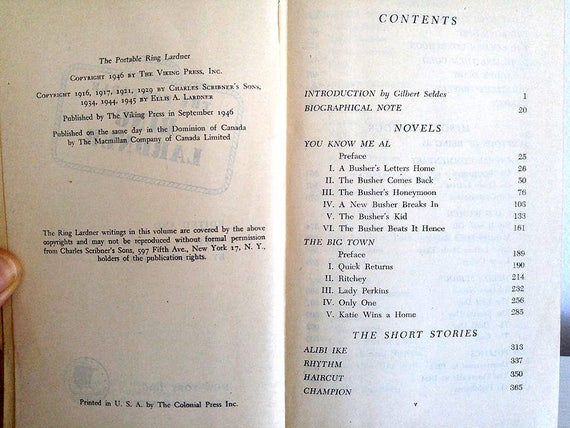 The Portable Ring Lardner
Copyright 1946 by The Viking Press, Inc.
Copyright 1916, 1917, 1921, 1929 by Charles Scribner's Sons,
1934, 1944, 1945 by Ellis A. Lardner
Published by The Viking Press in September 1946
Published on the same day in the Dominion of Canada
by The Macmillan Company of Canada Limited
The Ring Lardner writings in this volume are covered by the above
copyrights and may not be reproduced without formal permission
from Charles Scribner's Sons, 597 Fifth Ave., New York 17, N. Y.,
holders of the publication rights.
Printed in U. S. A. by The Colonial Press Inc.
CONTENTS
INTRODUCTION by Gilbert Seldes 1
BIOGRAPHICAL NOTE 20
NOVELS
YOU KNOW ME AL
Preface 25
I. A Busher's Letters Home 26
II. The Busher Comes Back 50
III. The Busher's Honeymoon 76
IV. A New Busher Breaks In 103
V. The Busher's Kid 133
VI. The Busher Beats It Hence 161
THE BIG TOWN
Preface 189
I. Quick Returns 190
II. Ritchey 214
III. Lady Perkins 232
IV. Only One 256
V. Katie Wins a Home 285
THE SHORT STORIES
ALIBI IKE 313
RHYTHM 337
HAIRCUT 350
CHAMPION 365
v